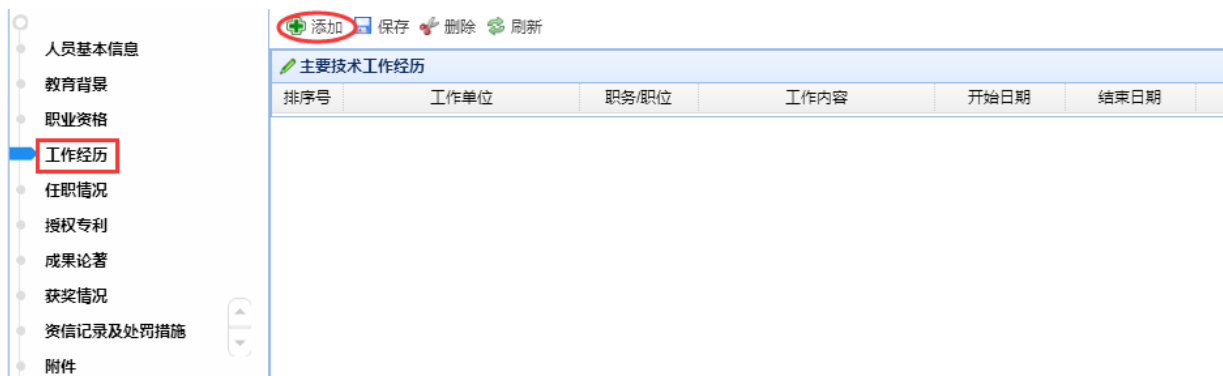 人员基本信息
教育背景
职业资格
工作经历
任职情况
授权专利
成果论著
获奖情况
资信记录及处罚措施
附件
添加 保存 删除 刷新
主要技术工作经历
排序号 工作单位 职务/职位 工作内容 开始日期 结束日期